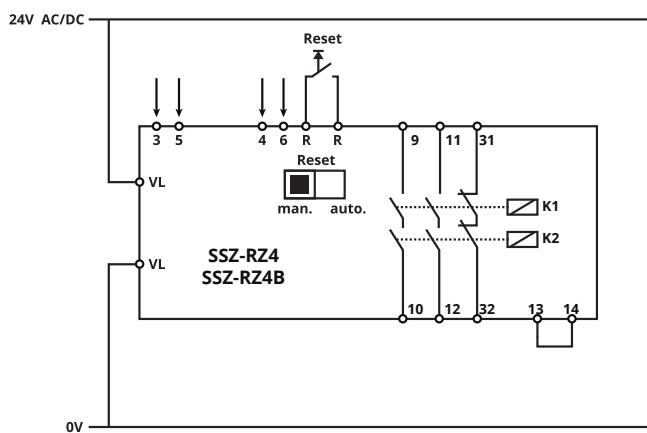 24V AC/DC
Reset
3 5 4 6 R R 9 11 31
Reset
VL
man. auto.
K1
K2
SSZ-RZ4
SSZ-RZ4B
VL
10 12 32 13 14
0V